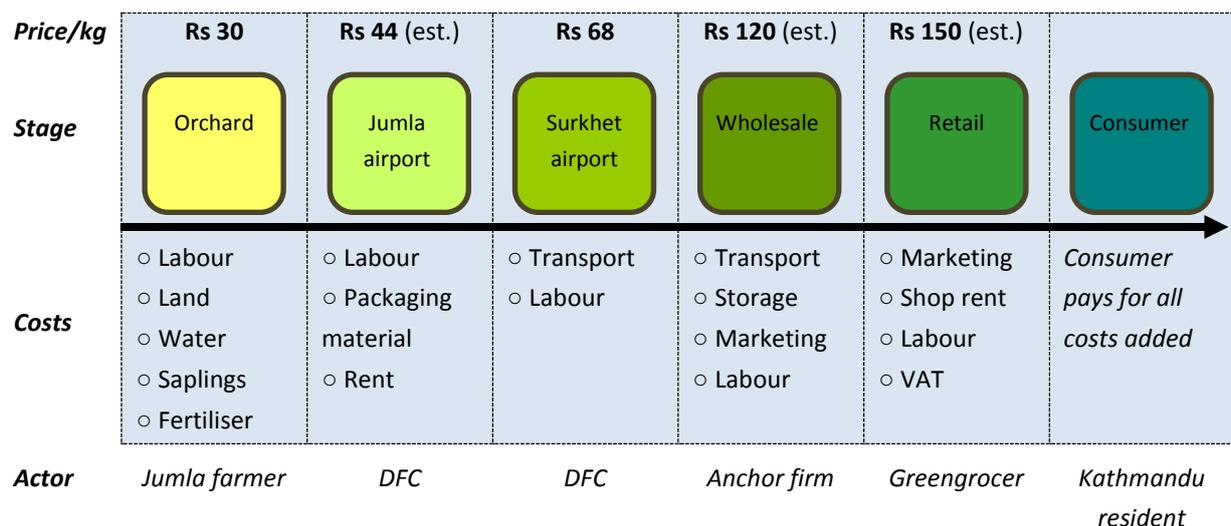 Price/kg Rs 30 Rs 44 (est.) Rs 68 Rs 120 (est.) Rs 150 (est.)
Stage
Orchard
Jumla
airport
Surkhet
airport
Wholesale
Retail
Consumer
Costs
○ Labour
○ Land
○ Water
○ Saplings
○ Fertiliser
○ Labour
○ Packaging
material
○ Rent
○ Transport
○ Labour
○ Transport
○ Storage
○ Marketing
○ Labour
○ Marketing
○ Shop rent
○ Labour
○ VAT
Consumer
pays for all
costs added
Actor Jumla farmer DFC DFC Anchor firm Greengrocer Kathmandu
resident